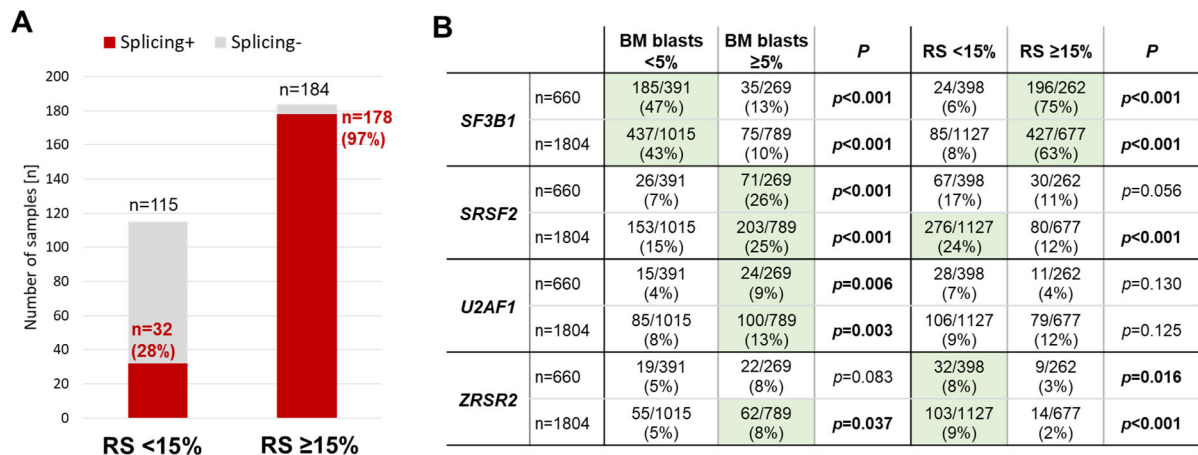 A
Splicing+ Splicing-
Number of samples [n]
200
180
160
140
120
100
80
60
40
20
0
n=115
n=32
(28%)
n=184
n=178
(97%)
RS <15% RS ≥15%
B
BM blasts <5% BM blasts ≥5% P RS <15% RS ≥15% P
SF3B1
n=660 185/391 35/269 p<0.001 24/398 196/262 p<0.001
(47%) (13%) (6%) (75%)
n=1804 437/1015 75/789 p<0.001 85/1127 427/677 p<0.001
(43%) (10%) (8%) (63%)
SRSF2
n=660 26/391 71/269 p<0.001 67/398 30/262 p=0.056
(7%) (26%) (17%) (11%)
n=1804 153/1015 203/789 p<0.001 276/1127 80/677 p<0.001
(15%) (25%) (24%) (12%)
U2AF1
n=660 15/391 24/269 p=0.006 28/398 11/262 p=0.130
(4%) (9%) (7%) (4%)
n=1804 85/1015 100/789 p=0.003 106/1127 79/677 p=0.125
(8%) (13%) (9%) (12%)
ZRSR2
n=660 19/391 22/269 p=0.083 32/398 9/262 p=0.016
(5%) (8%) (8%) (3%)
n=1804 55/1015 62/789 p=0.037 103/1127 14/677 p<0.001
(5%) (8%) (9%) (2%)